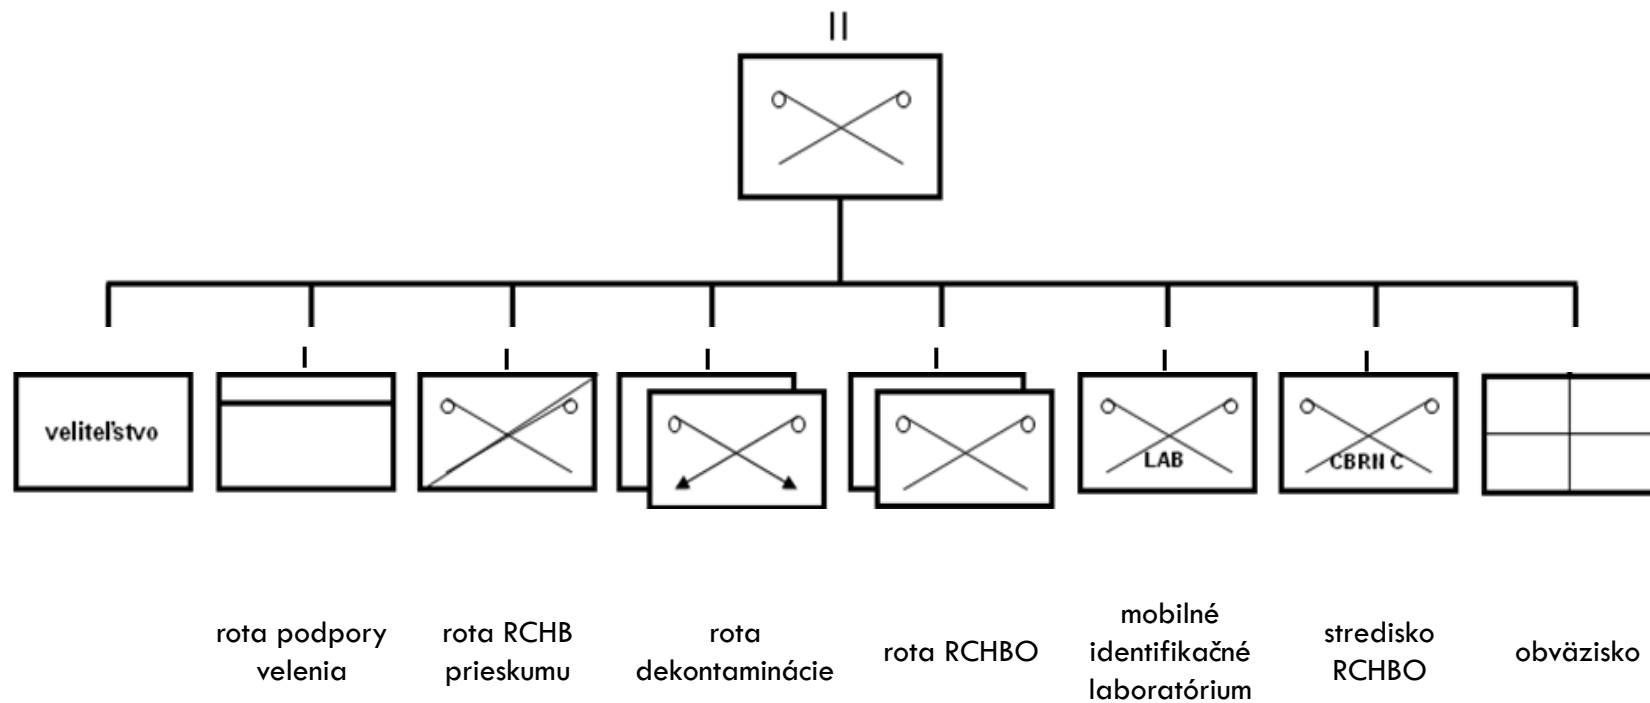 veliteľstvo
LAB
CBRN C
rota podpory
velenia
rota RCHB
prieskumu
rota
dekontaminácie
rota RCHBO
mobilné
identifikačné
laboratórium
stredisko
RCHBO
obväzisko